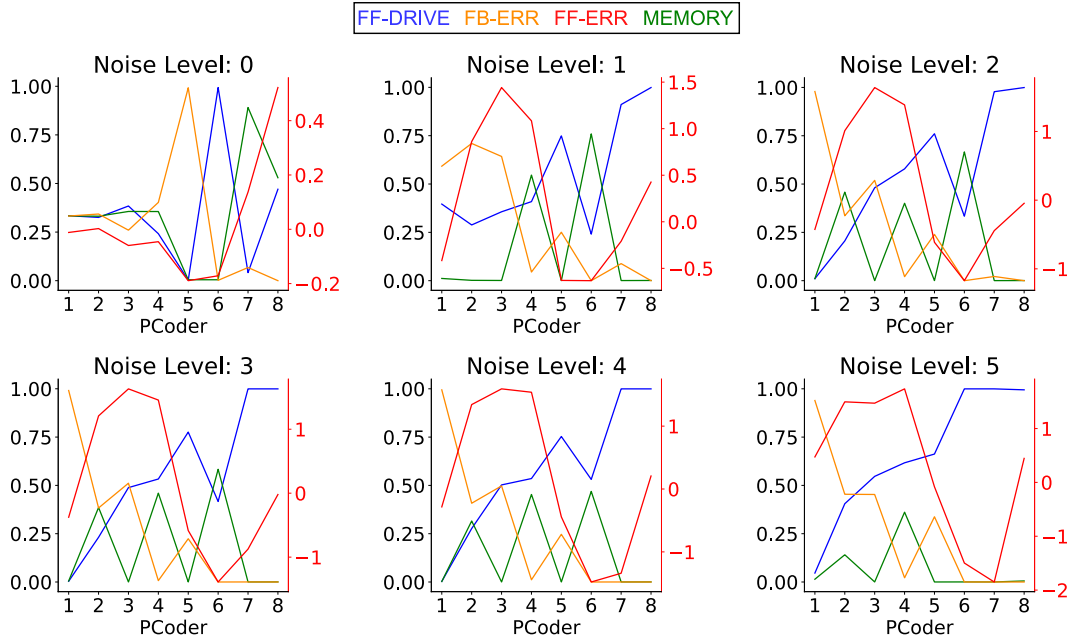 FF-DRIVE FB-ERR FF-ERR MEMORY
Noise Level: 0
1.00
0.75
0.50
0.25
0.00
0.4
0.2
0.0
−0.2
1 2 3 4 5 6 7 8
PCoder
Noise Level: 1
1.00
0.75
0.50
0.25
0.00
1.5
1.0
0.5
0.0
−0.5
1 2 3 4 5 6 7 8
PCoder
Noise Level: 2
1.00
0.75
0.50
0.25
0.00
1
0
−1
1 2 3 4 5 6 7 8
PCoder
Noise Level: 3
1.00
0.75
0.50
0.25
0.00
1
0
−1
1 2 3 4 5 6 7 8
PCoder
Noise Level: 4
1.00
0.75
0.50
0.25
0.00
1
0
−1
1 2 3 4 5 6 7 8
PCoder
Noise Level: 5
1.00
0.75
0.50
0.25
0.00
1
0
−1
−2
1 2 3 4 5 6 7 8
PCoder